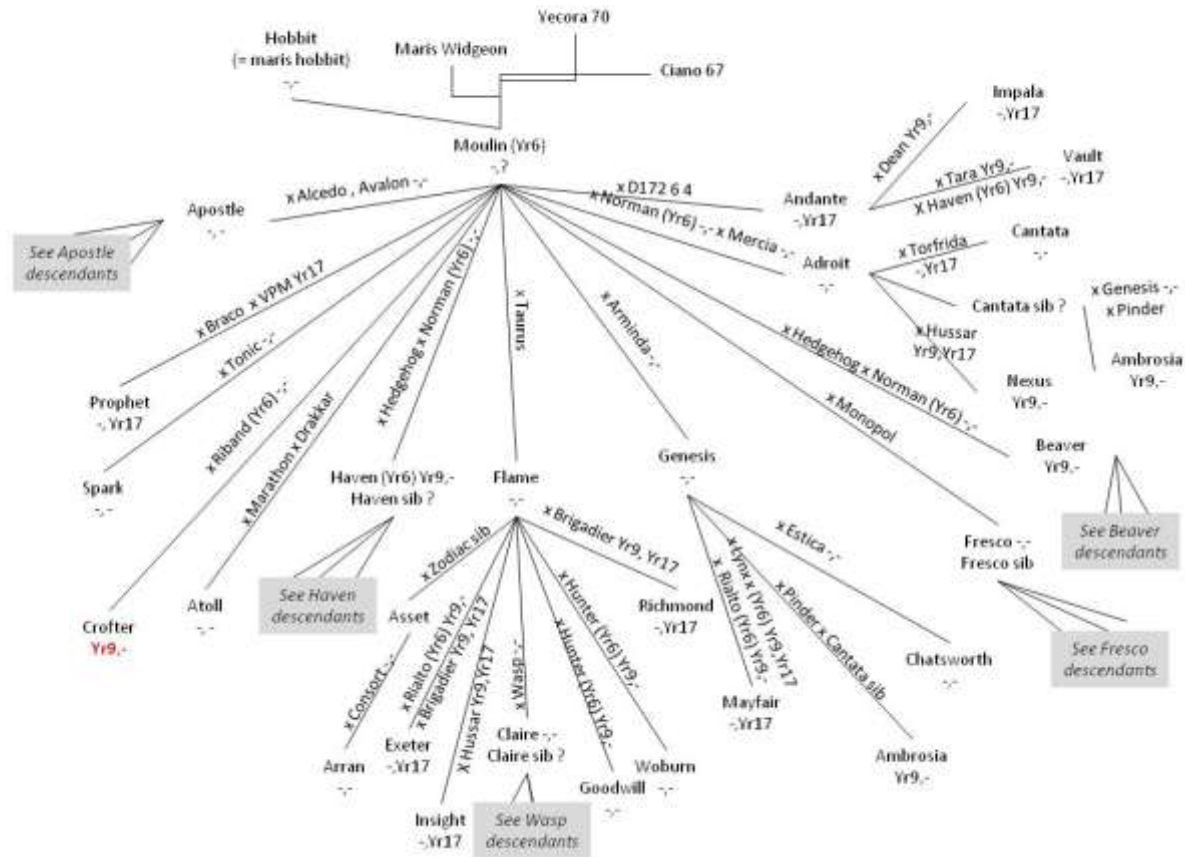 Yecora 70
Hobbit
(= maris hobbit)
-,-
Maris Widgeon
Ciano 67
Impala
-,Yr17
Moulin (Yr6)
-,?
x Dean Yr9,-
x Tara Yr9,-
X Haven (Yr6) Yr9,-
Vault
-,Yr17
x Alcedo , Avalon -,-
x D172 6 4
Andante
-,Yr17
Apostle
-,-
x Norman (Yr6) -,- x Mercia -,-
Adroit
-,-
x Torfrida
-,Yr17
Cantata
-,-
See Apostle
descendants
x Braco x VPM Yr17
x Tonic -,-
x Riband (Yr6) -,-
x Marathon x Drakkar
x Hedgehog x Norman (Yr6) -,-
x Taurus
x Arminda -,-
x Monopol
x Hedgehog x Norman (Yr6) -,-
x Hussar
Yr9,Yr17
Cantata sib ?
x Genesis -,-
x Pinder
Ambrosia
Yr9,-
Nexus
Yr9,-
Prophet
-,Yr17
Spark
-,-
Haven (Yr6) Yr9,-
Haven sib ?
Flame
-,-
Genesis
-,-
Beaver
Yr9,-
See Beaver
descendants
Fresco -,-
Fresco sib
See Fresco
descendants
Crofter
Yr9,-
Atoll
-,-
See Haven
descendants
x Zodiac sib
Asset
x Consort -,-
x Rialto (Yr6) Yr9,-
x Brigadier Yr9, Yr17
X Hussar Yr9,Yr17
x Wasp -,-
x Hunter (Yr6) Yr9,-
x Hunter (Yr6) Yr9,-
x Brigadier Yr9, Yr17
Richmond
-,Yr17
x Lynx x (Yr6) Yr9,Yr17
x Rialto (Yr6) Yr9,-
x Pinder x Cantata sib
x Estica -,-
Chatsworth
-,-
Mayfair
-,Yr17
Ambrosia
Yr9,-
Arran
-,-
Exeter
-,Yr17
Claire -,-
Claire sib ?
Woburn
-,-
Goodwill
-,-
Insight
-,Yr17
See Wasp
descendants